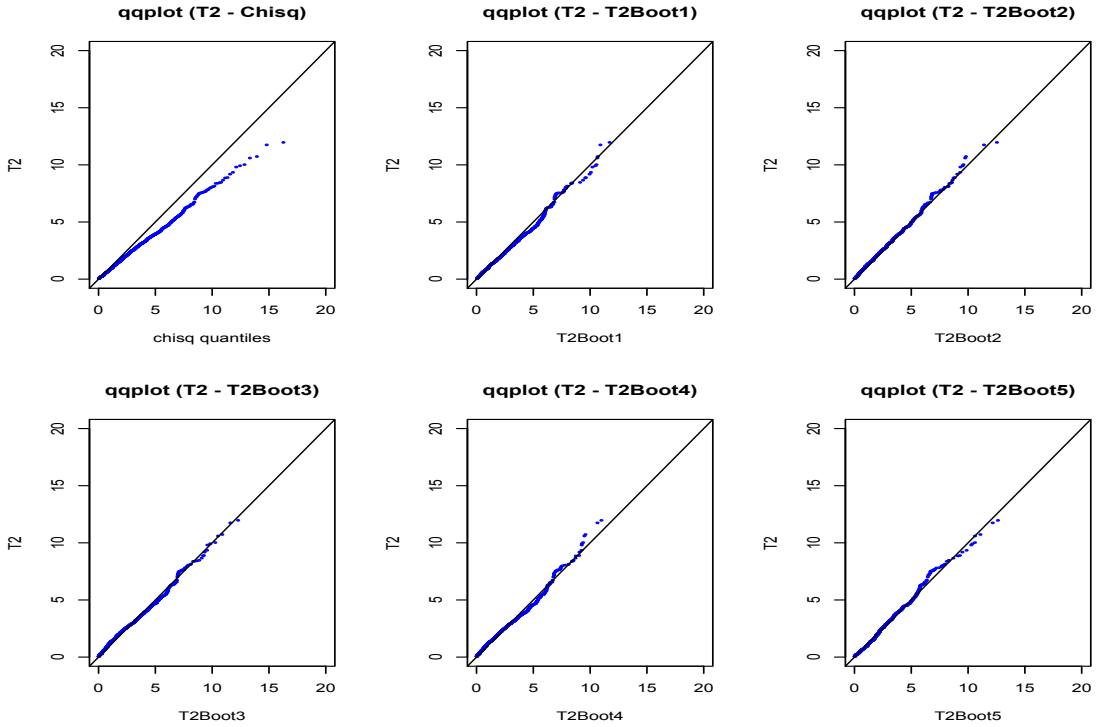 qqplot (T2 - Chisq)
T2
0 5 10 15 20
0 5 10 15 20
chisq quantiles
qqplot (T2 - T2Boot1)
T2
0 5 10 15 20
0 5 10 15 20
T2Boot1
qqplot (T2 - T2Boot2)
T2
0 5 10 15 20
0 5 10 15 20
T2Boot2
qqplot (T2 - T2Boot3)
T2
0 5 10 15 20
0 5 10 15 20
T2Boot3
qqplot (T2 - T2Boot4)
T2
0 5 10 15 20
0 5 10 15 20
T2Boot4
qqplot (T2 - T2Boot5)
T2
0 5 10 15 20
0 5 10 15 20
T2Boot5